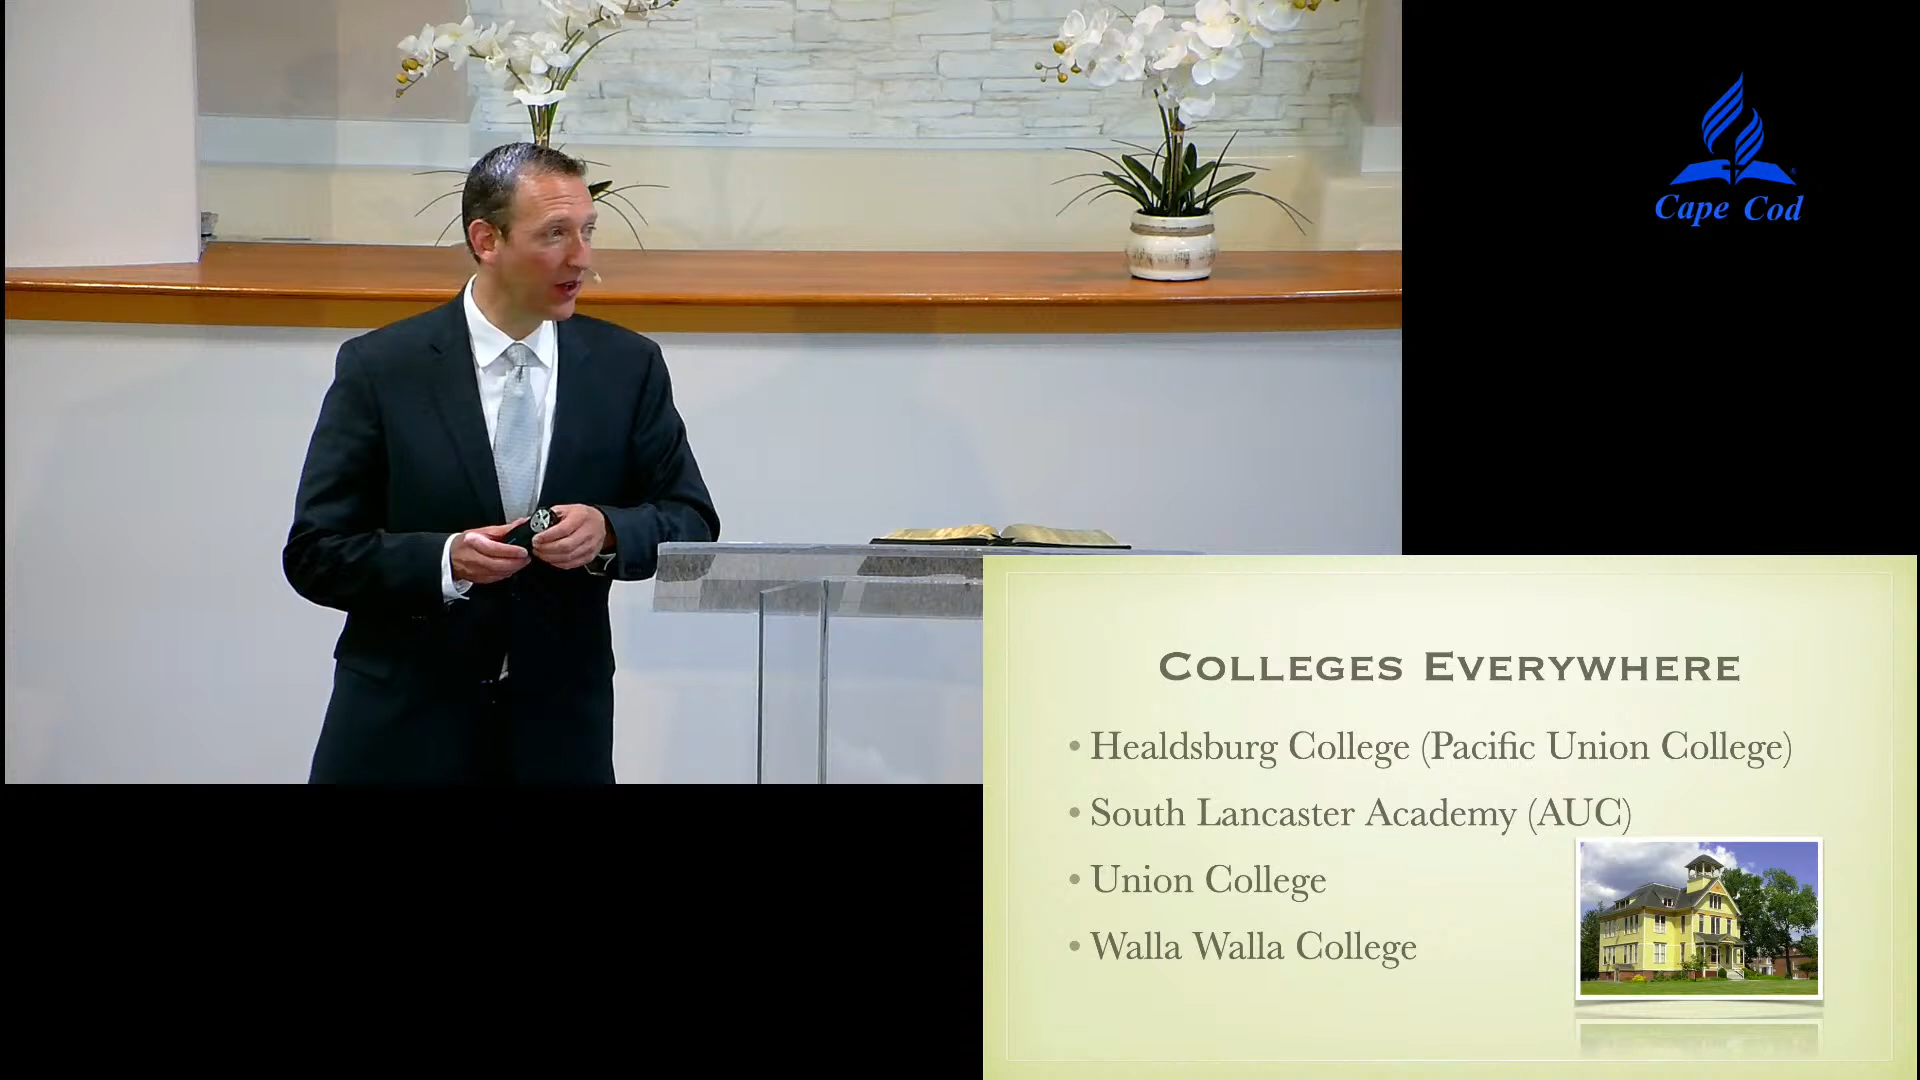 Cape Cod
Colleges Everywhere
• Healdsburg College (Pacific Union College)
• South Lancaster Academy (AUC)
• Union College
• Walla Walla College